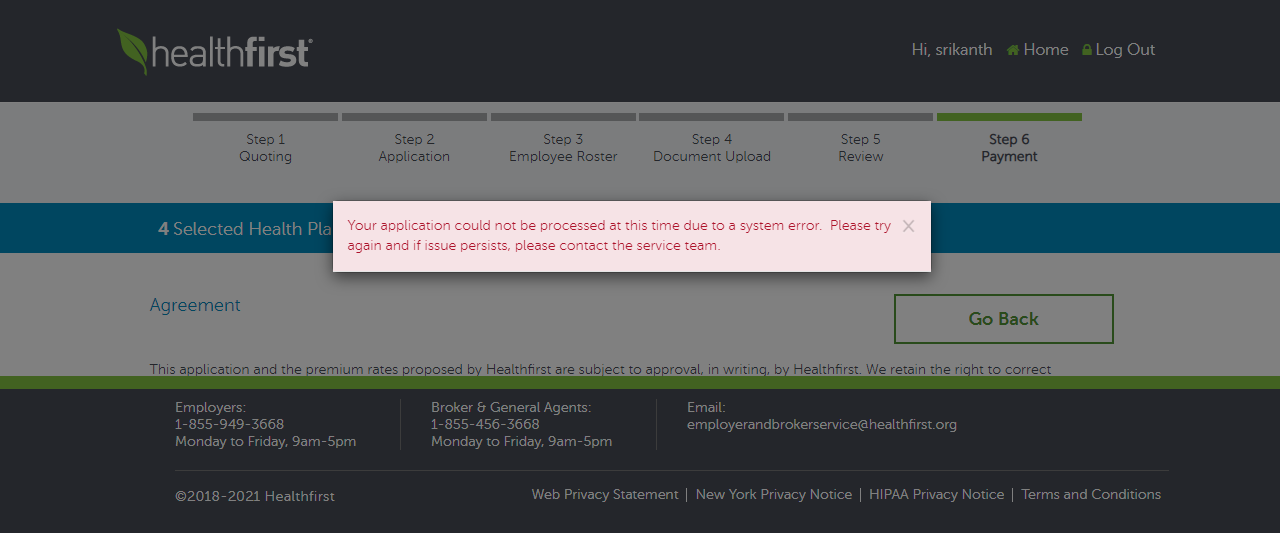 healthfirst®
Hi, srikanth Home Log Out
Step 1
Quoting
Step 2
Application
Step 3
Employee Roster
Step 4
Document Upload
Step 5
Review
Step 6
Payment
4 Selected Health Pla
Your application could not be processed at this time due to a system error. Please try
again and if issue persists, please contact the service team.
Agreement
Go Back
This application and the premium rates proposed by Healthfirst are subject to approval, in writing, by Healthfirst. We retain the right to correct
Employers:
1-855-949-3668
Monday to Friday, 9am-5pm
Broker & General Agents:
1-855-456-3668
Monday to Friday, 9am-5pm
Email:
employerandbrokerservice@healthfirst.org
©2018-2021 Healthfirst
Web Privacy Statement | New York Privacy Notice | HIPAA Privacy Notice | Terms and Conditions